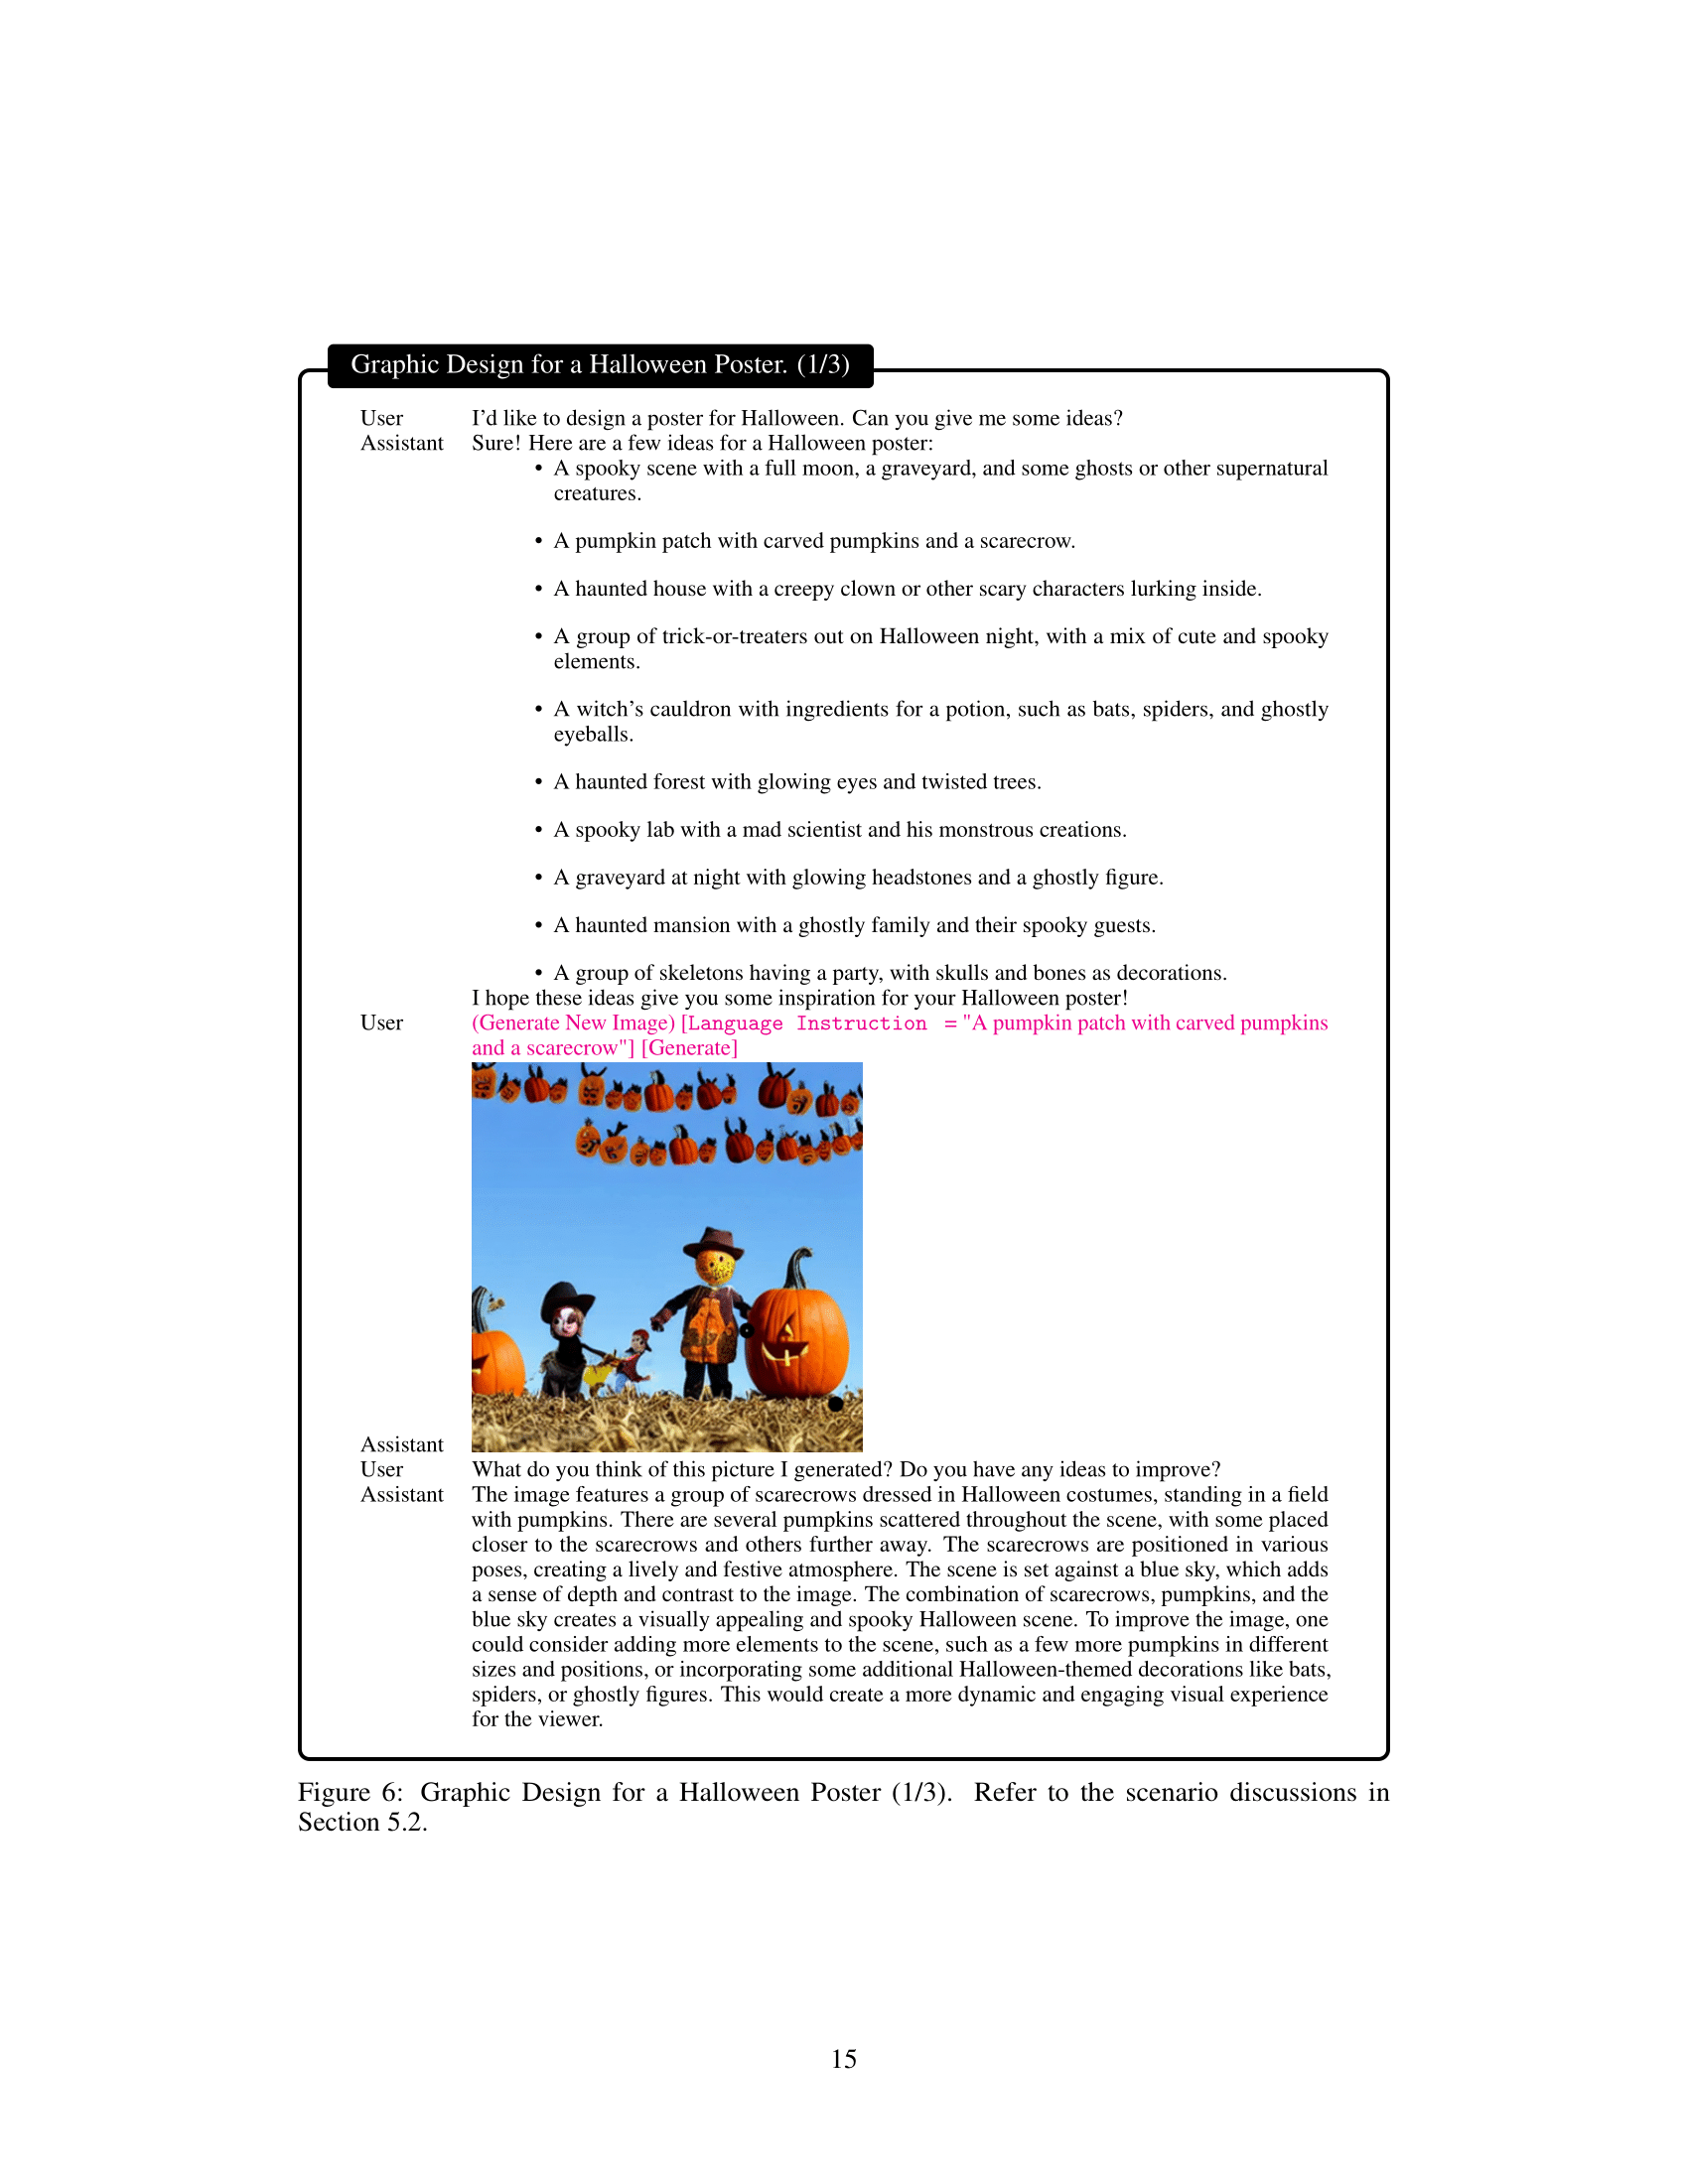 Graphic Design for a Halloween Poster. (1/3)
User I'd like to design a poster for Halloween. Can you give me some ideas?
Assistant Sure! Here are a few ideas for a Halloween poster:
• A spooky scene with a full moon, a graveyard, and some ghosts or other supernatural
creatures.
• A pumpkin patch with carved pumpkins and a scarecrow.
• A haunted house with a creepy clown or other scary characters lurking inside.
• A group of trick-or-treaters out on Halloween night, with a mix of cute and spooky
elements.
• A witch's cauldron with ingredients for a potion, such as bats, spiders, and ghostly
eyeballs.
• A haunted forest with glowing eyes and twisted trees.
• A spooky lab with a mad scientist and his monstrous creations.
• A graveyard at night with glowing headstones and a ghostly figure.
• A haunted mansion with a ghostly family and their spooky guests.
• A group of skeletons having a party, with skulls and bones as decorations.
I hope these ideas give you some inspiration for your Halloween poster!
User (Generate New Image) [Language Instruction = "A pumpkin patch with carved pumpkins
and a scarecrow"] [Generate]
Assistant
User What do you think of this picture I generated? Do you have any ideas to improve?
Assistant The image features a group of scarecrows dressed in Halloween costumes, standing in a field
with pumpkins. There are several pumpkins scattered throughout the scene, with some placed
closer to the scarecrows and others further away. The scarecrows are positioned in various
poses, creating a lively and festive atmosphere. The scene is set against a blue sky, which adds
a sense of depth and contrast to the image. The combination of scarecrows, pumpkins, and the
blue sky creates a visually appealing and spooky Halloween scene. To improve the image, one
could consider adding more elements to the scene, such as a few more pumpkins in different
sizes and positions, or incorporating some additional Halloween-themed decorations like bats,
spiders, or ghostly figures. This would create a more dynamic and engaging visual experience
for the viewer.
Figure 6: Graphic Design for a Halloween Poster (1/3). Refer to the scenario discussions in
Section 5.2.
15